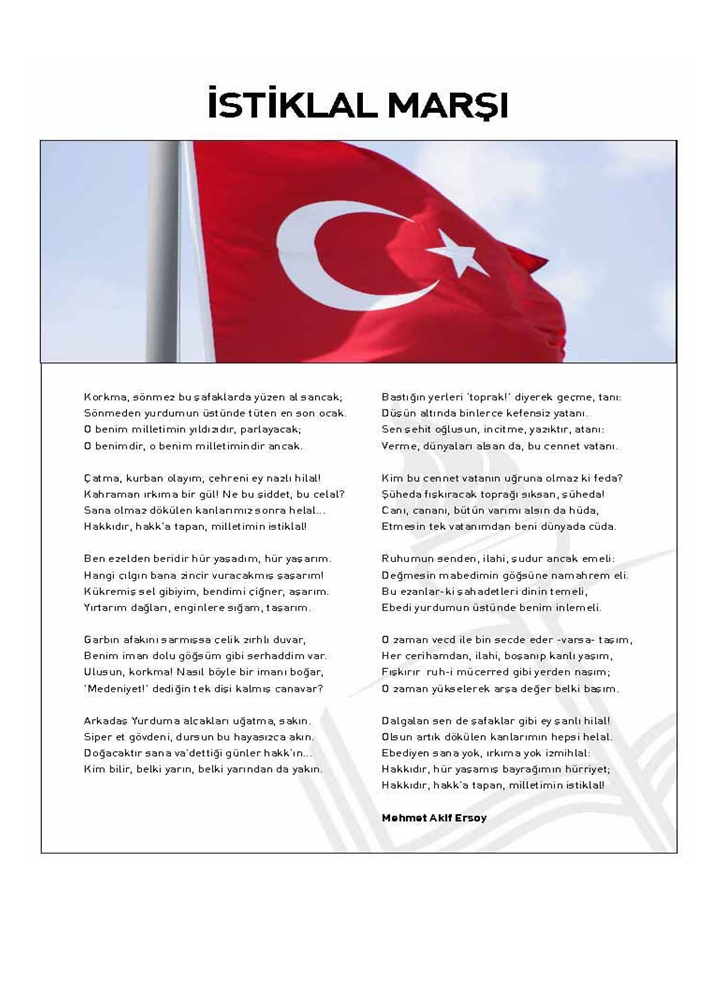 İSTİKLAL MARŞI
Korkma, sönmez bu şafaklarda yüzen al sancak;
Sönmeden yurdumun üstünde tüten en son ocak.
O benim milletimin yıldızıdır, parlayacak;
O benimdir, o benim milletimindir ancak.
Çatma, kurban olayım, çehreni ey nazlı hilal!
Kahraman ırkıma bir gül! Ne bu şiddet, bu celal?
Sana olmaz dökülen kanlarımız sonra helal...
Hakkıdır, hakk'a tapan, milletimin istiklal!
Ben ezelden beridir hür yaşadım, hür yaşarım.
Hangi çılgın bana zincir vuracakmış şaşarım!
Kükremiş sel gibiyim, bendimi çiğner, aşarım.
Yırtarım dağları, enginlere sığam, taşarım.
Garbın afakını sarmışsa çelik zırhlı duvar,
Benim iman dolu göğsüm gibi serhaddim var.
Ulusun, korkma! Nasıl böyle bir imanı boğar,
'Medeniyet!' dediğin tek dişi kalmış canavar?
Arkadaş Yurduma alcakları uğatma, sakın.
Siper et gövdeni, dursun bu hayasızca akın.
Doğacaktır sana va'dettiği günler hakk'ın...
Kim bilir, belki yarın, belki yarından da yakın.
Bastığın yerleri 'toprak!' diyerek geçme, tanı:
Düşün altında binlerce kefensiz yatanı.
Sen şehit oğlusun, incitme, yazıktır, atanı:
Verme, dünyaları alsan da, bu cennet vatanı.
Kim bu cennet vatanın uğruna olmaz ki feda?
Şüheda fışkıracak toprağı sıksan, şüheda!
Canı, cananı, bütün varımı alsın da hüda,
Etmesin tek vatanımdan beni dünyada cüda.
Ruhumun senden, ilahi, şudur ancak emeli:
Değmesin mabedimin göğsüne namahrem eli.
Bu ezanlar-ki şahadetleri dinin temeli,
Ebedi yurdumun üstünde benim inlemeli.
O zaman vecd ile bin secde eder -varsa- taşım,
Her cerihamdan, ilahi, boşanıp kanlı yaşım,
Fışkırır ruh-i mücerred gibi yerden naşım;
O zaman yükselerek arşa değer belki başım.
Dalgalan sen de şafaklar gibi ey şanlı hilal!
Olsun artık dökülen kanlarımın hepsi helal.
Ebediyen sana yok, ırkıma yok izmihlal:
Hakkıdır, hür yaşamış bayrağımın hürriyet;
Hakkıdır, hakk'a tapan, milletimin istiklal!
Mehmet Akif Ersoy